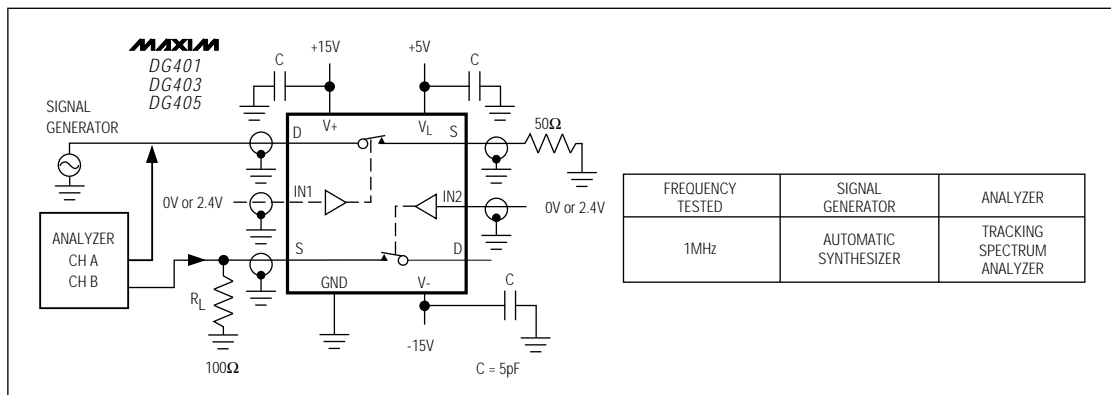 MAXIM
DG401
DG403
DG405
+15V
+5V
C
C
SIGNAL
GENERATOR
D
V+
VL
S
50Ω
0V or 2.4V
IN1
IN2
0V or 2.4V
ANALYZER
CH A
CH B
S
D
RL
GND
V-
C
100Ω
-15V
C = 5pF
FREQUENCY
TESTED
SIGNAL
GENERATOR
ANALYZER
1MHz
AUTOMATIC
SYNTHESIZER
TRACKING
SPECTRUM
ANALYZER